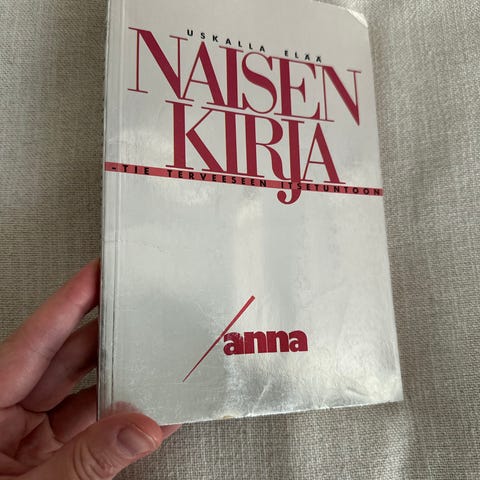 USKALLA ELÄÄ
NAISEN
KIRJA
-TIE TERVEESEEN ITSETUNTOON
/anna